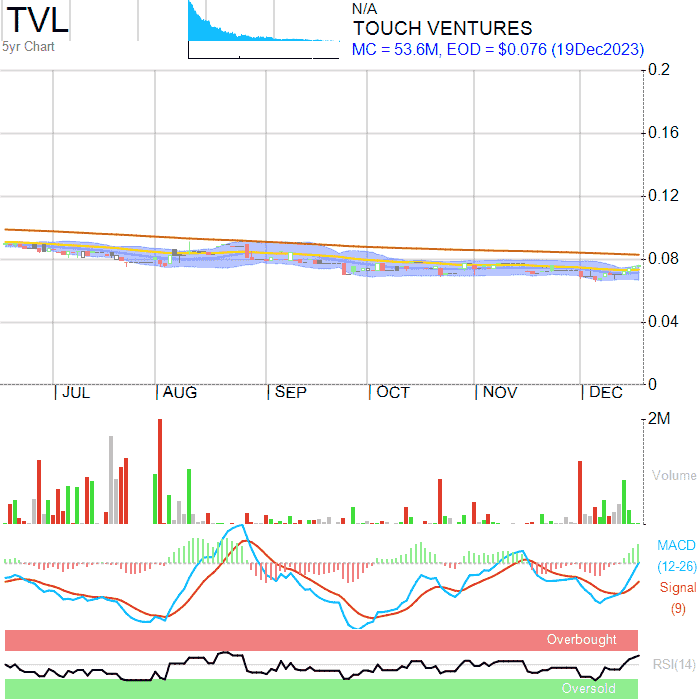 TVL
5yr Chart
N/A
TOUCH VENTURES
MC = 53.6M, EOD = $0.076 (19Dec2023)
0.2
0.16
0.12
0.08
0.04
0
JUL AUG SEP OCT NOV DEC
2M
Volume
MACD
(12-26)
Signal
(9)
Overbought
RSI(14)
Oversold